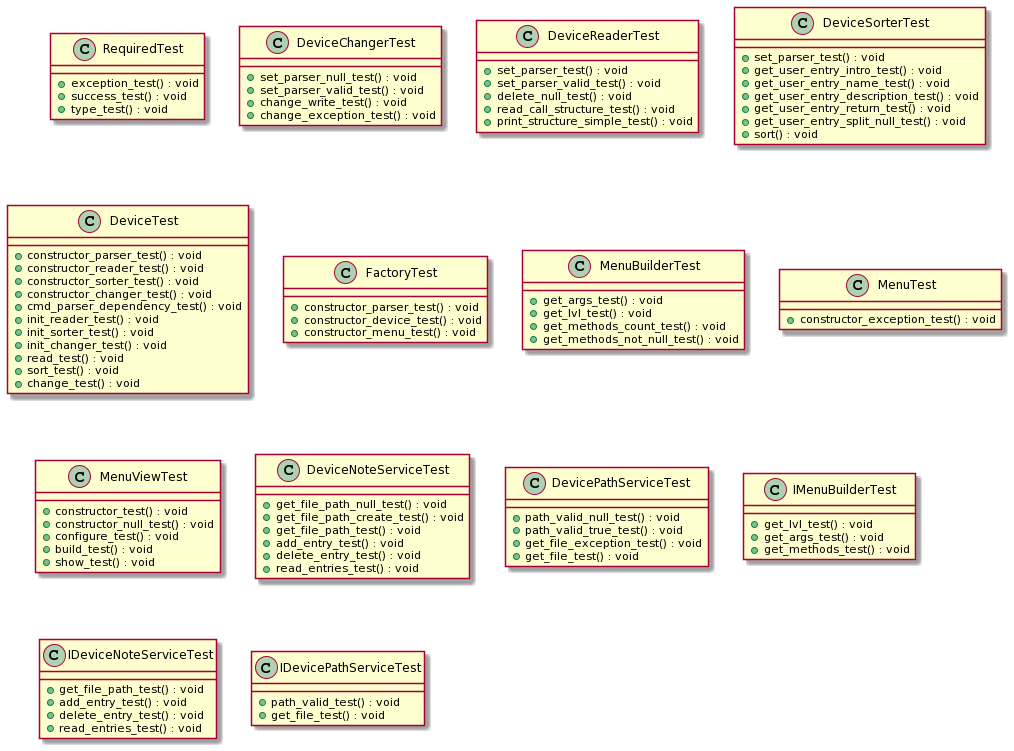 C RequiredTest
exception_test() : void
success_test() : void
type_test() : void
C DeviceChangerTest
set_parser_null_test() : void
set_parser_valid_test() : void
change_write_test() : void
change_exception_test() : void
C DeviceReaderTest
set_parser_test() : void
set_parser_valid_test() : void
delete_null_test() : void
read_call_structure_test() : void
print_structure_simple_test() : void
C DeviceSorterTest
set_parser_test() : void
get_user_entry_intro_test() : void
get_user_entry_name_test() : void
get_user_entry_description_test() : void
get_user_entry_return_test() : void
get_user_entry_split_null_test() : void
sort() : void
C DeviceTest
constructor_parser_test() : void
constructor_reader_test() : void
constructor_sorter_test() : void
constructor_changer_test() : void
cmd_parser_dependency_test() : void
init_reader_test() : void
init_sorter_test() : void
init_changer_test() : void
read_test() : void
sort_test() : void
change_test() : void
C FactoryTest
constructor_parser_test() : void
constructor_device_test() : void
constructor_menu_test() : void
C MenuBuilderTest
get_args_test() : void
get_lvl_test() : void
get_methods_count_test() : void
get_methods_not_null_test() : void
C MenuTest
constructor_exception_test() : void
C MenuViewTest
constructor_test() : void
constructor_null_test() : void
configure_test() : void
build_test() : void
show_test() : void
C DeviceNoteServiceTest
get_file_path_null_test() : void
get_file_path_create_test() : void
get_file_path_test() : void
add_entry_test() : void
delete_entry_test() : void
read_entries_test() : void
C DevicePathServiceTest
path_valid_null_test() : void
path_valid_true_test() : void
get_file_exception_test() : void
get_file_test() : void
C IMenuBuilderTest
get_lvl_test() : void
get_args_test() : void
get_methods_test() : void
C IDeviceNoteServiceTest
get_file_path_test() : void
add_entry_test() : void
delete_entry_test() : void
read_entries_test() : void
C IDevicePathServiceTest
path_valid_test() : void
get_file_test() : void